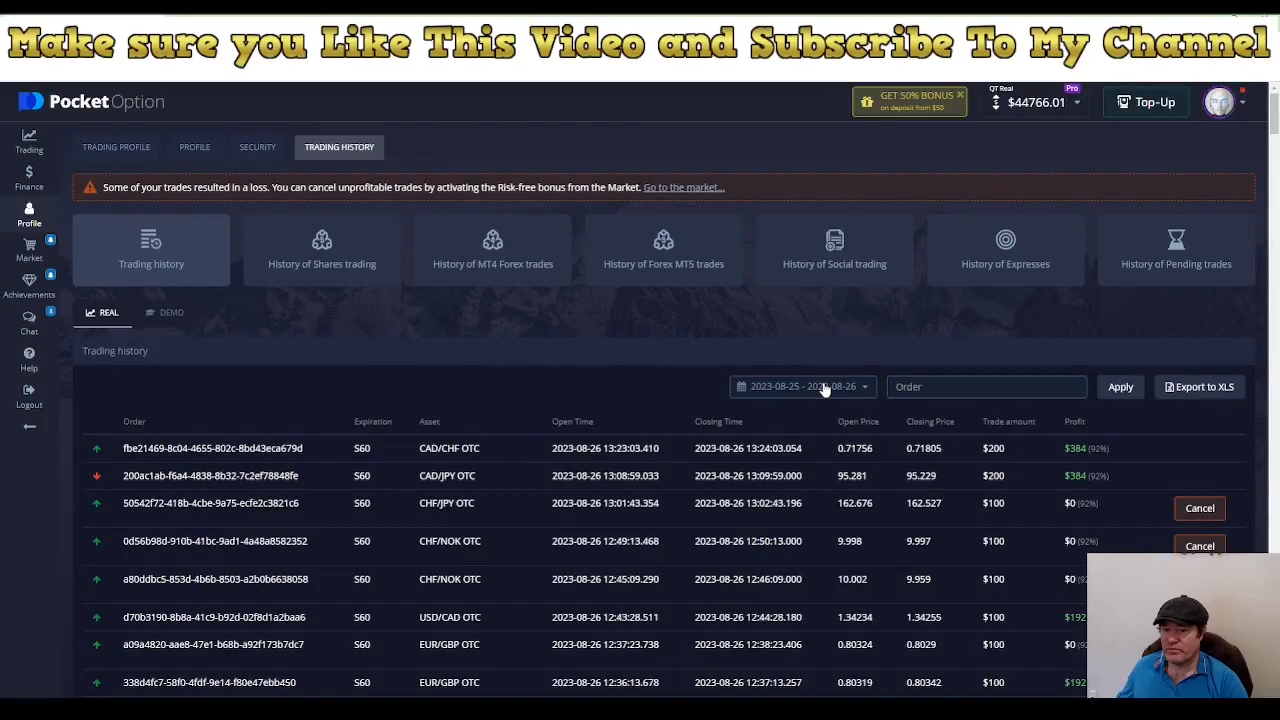 Make sure you Like This Video and Subscribe To My Channel
PocketOption
GET 50% BONUS
on deposit from $50
QT Real
Pro
$44766.01
Top-Up
Trading
Finance
Profile
Market
Achievements
3
Chat
Help
Logout
TRADING PROFILE PROFILE SECURITY TRADING HISTORY
Some of your trades resulted in a loss. You can cancel unprofitable trades by activating the Risk-free bonus from the Market. Go to the market...
Trading history History of Shares trading History of MT4 Forex trades History of Forex MT5 trades History of Social trading History of Expresses History of Pending trades
REAL DEMO
Trading history
2023-08-25 - 2023-08-26 Order Apply Export to XLS
Order Expiration Asset Open Time Closing Time Open Price Closing Price Trade amount Profit
fbe21469-8c04-4655-802c-8bd43eca679d S60 CAD/CHF OTC 2023-08-26 13:23:03.410 2023-08-26 13:24:03.054 0.71756 0.71805 $200 $384 (92%)
200ac1ab-f6a4-4838-8b32-7c2ef78848fe S60 CAD/JPY OTC 2023-08-26 13:08:59.033 2023-08-26 13:09:59.000 95.281 95.229 $200 $384 (92%)
50542f72-418b-4cbe-9a75-ecfe2c3821c6 S60 CHF/JPY OTC 2023-08-26 13:01:43.354 2023-08-26 13:02:43.196 162.676 162.527 $100 $0 (92%) Cancel
0d56b98d-910b-41bc-9ad1-4a48a8582352 S60 CHF/NOK OTC 2023-08-26 12:49:13.468 2023-08-26 12:50:13.000 9.998 9.997 $100 $0 (92%) Cancel
a80ddbc5-853d-4b6b-8503-a2b0b6638058 S60 CHF/NOK OTC 2023-08-26 12:45:09.290 2023-08-26 12:46:09.000 10.002 9.959 $100 $0
d70b3190-8b8a-41c9-b92d-02f8d1a2baa6 S60 USD/CAD OTC 2023-08-26 12:43:28.511 2023-08-26 12:44:28.180 1.34234 1.34255 $100 $192
a09a4820-aae8-47e1-b68b-a92f173b7dc7 S60 EUR/GBP OTC 2023-08-26 12:37:23.738 2023-08-26 12:38:23.406 0.80324 0.8029 $100 $0
338d4fc7-58f0-4fdf-9e14-f80e47ebb450 S60 EUR/GBP OTC 2023-08-26 12:36:13.678 2023-08-26 12:37:13.257 0.80319 0.80342 $100 $192